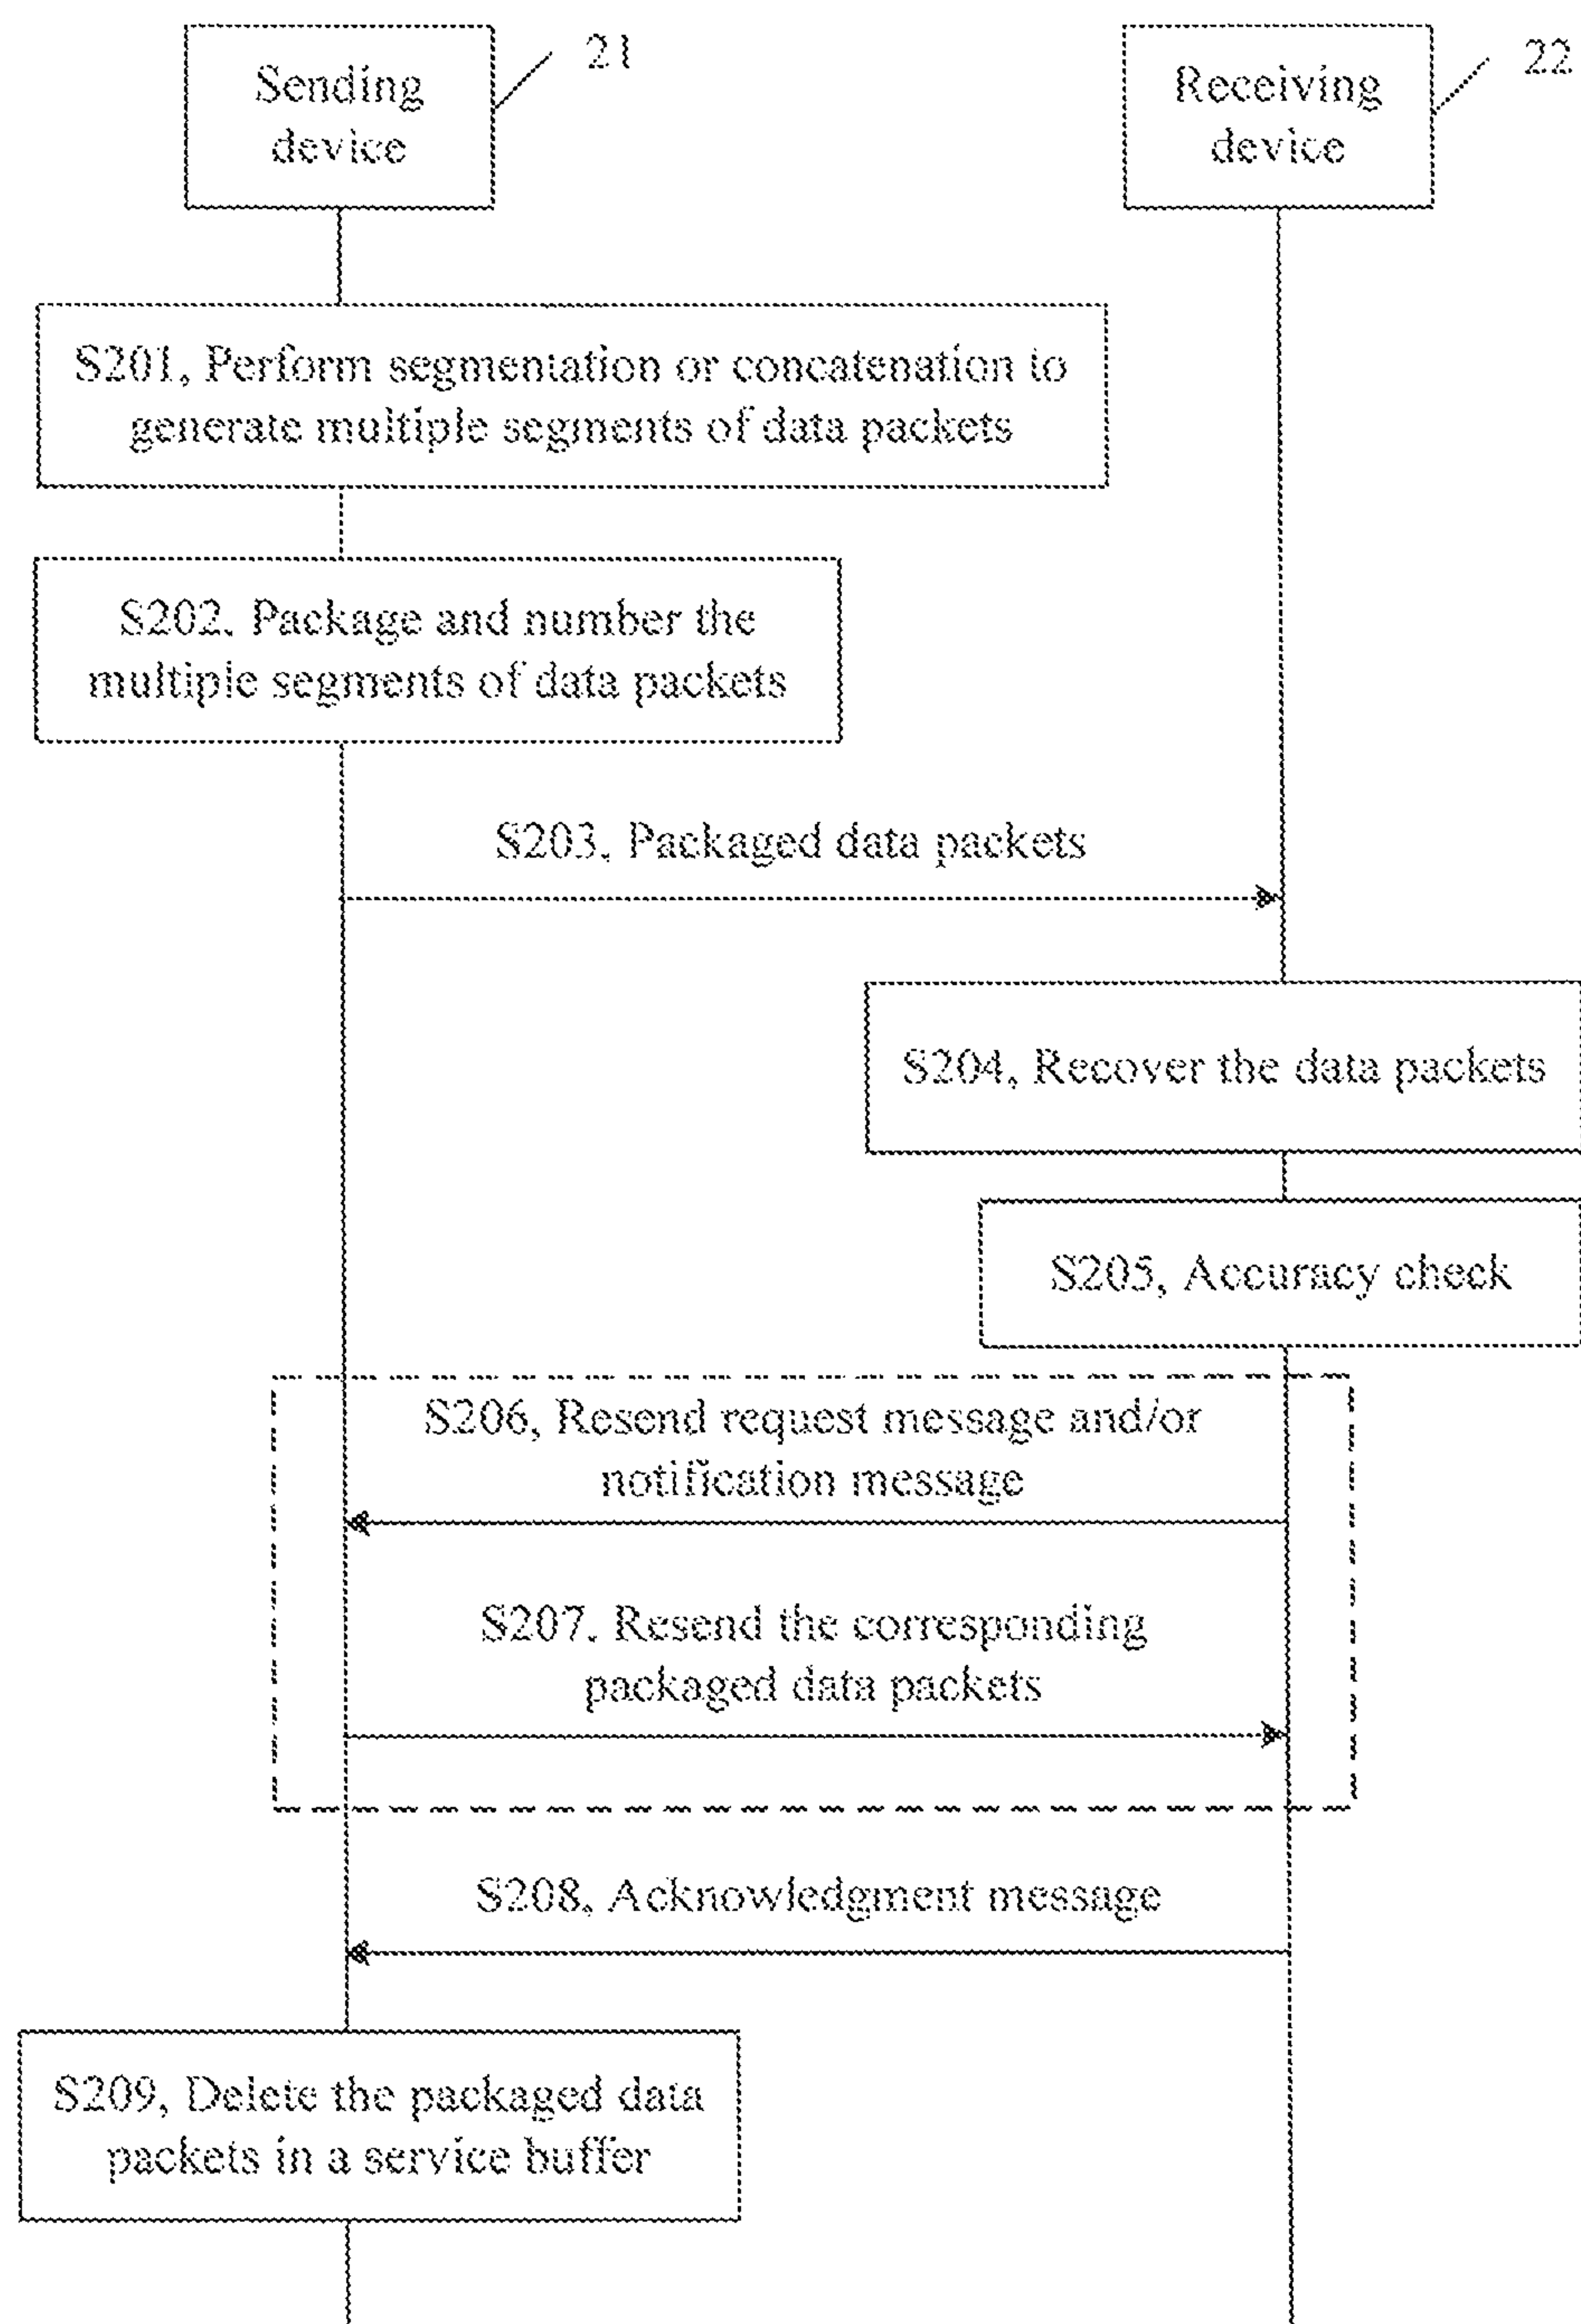 Sending
device
21
Receiving
device
22
S201, Perform segmentation or concatenation to
generate multiple segments of data packets
S202. Package and number the
multiple segments of data packets
S203, Packaged data packets
S204, Recover the data packets
S205, Accuracy check
S206, Resend request message and/or
notification message
S207. Resend the corresponding
packaged data packets
S208, Acknowledgment message
S209, Delete the packaged data
packets in a service buffer